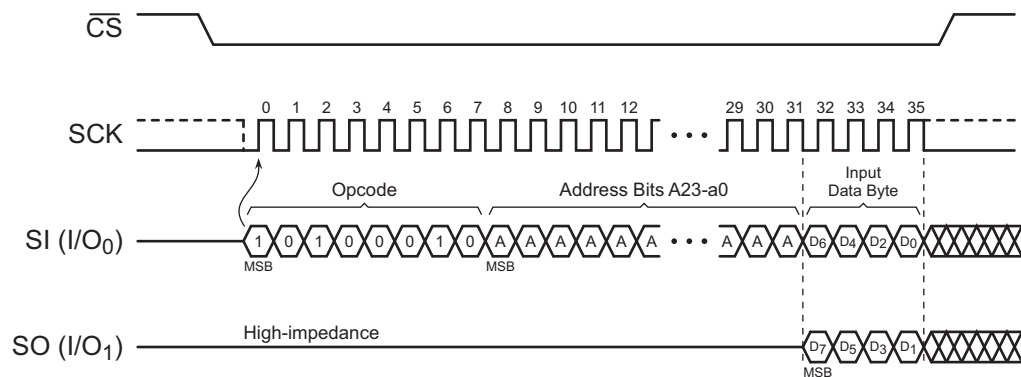 CS
0 1 2 3 4 5 6 7 8 9 10 11 12 29 30 31 32 33 34 35
SCK
Opcode Address Bits A23-a0 Input
Data Byte
SI (I/O0) 1 0 1 0 0 0 1 0 A A A A A A A A A D6 D4 D2 D0
MSB MSB
High-impedance
SO (I/O1) D7 D5 D3 D1
MSB